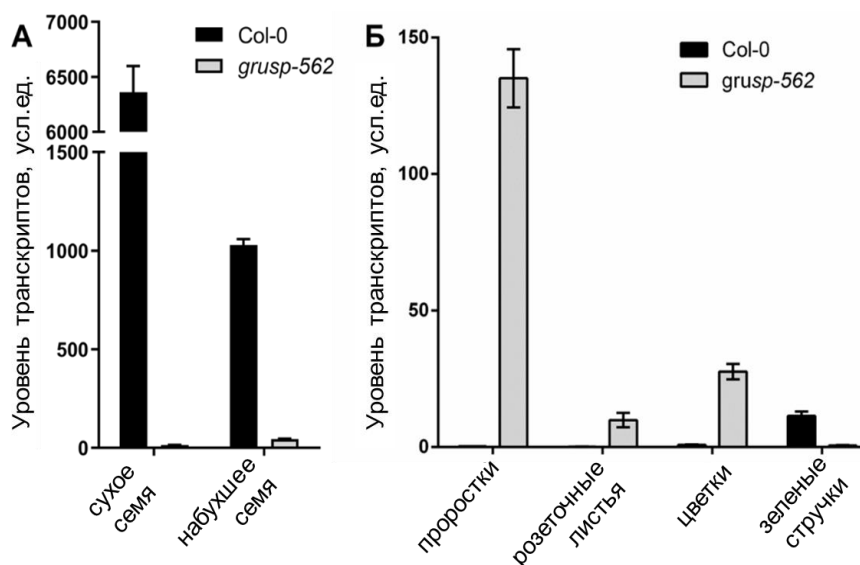 А
Уровень транскриптов, усл.ед.
7000
6500
6000
1500
1000
500
0
Col-0
grusp-562
сухое
семя
набухшее
семя
Б
Уровень транскриптов, усл.ед.
150
100
50
0
Col-0
grusp-562
проростки
розеточные
листья
цветки
зеленые
стручки